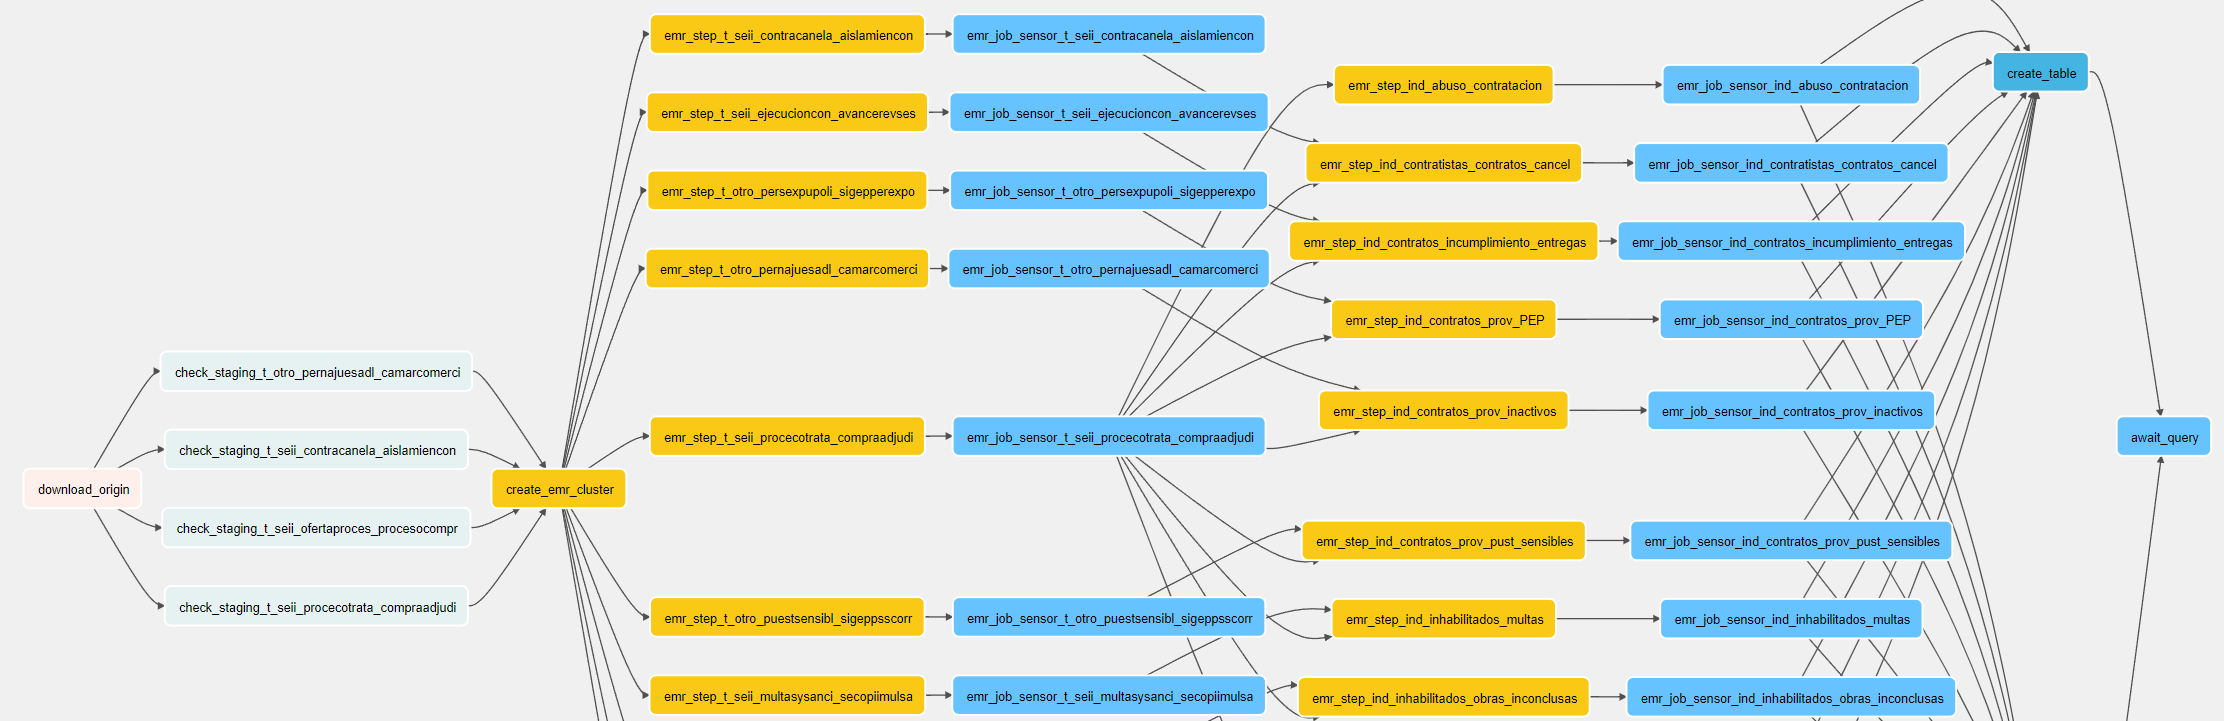 download_origin
check_staging_t_otro_pernajuesadl_camarcomerci
check_staging_t_seii_contracanela_aislamiencon
check_staging_t_seii_ofertaproces_procesocompr
check_staging_t_seii_procecotrata_compraadjudi
create_emr_cluster
emr_step_t_seii_contracanela_aislamiencon
emr_step_t_seii_ejecucioncon_avancerevses
emr_step_t_otro_persexpupoli_sigepperexpo
emr_step_t_otro_pernajuesadl_camarcomerci
emr_step_t_seii_procecotrata_compraadjudi
emr_step_t_otro_puestsensibl_sigeppsscorr
emr_step_t_seii_multasysanci_secopiimulsa
emr_job_sensor_t_seii_contracanela_aislamiencon
emr_job_sensor_t_seii_ejecucioncon_avancerevses
emr_job_sensor_t_otro_persexpupoli_sigepperexpo
emr_job_sensor_t_otro_pernajuesadl_camarcomerci
emr_job_sensor_t_seii_procecotrata_compraadjudi
emr_job_sensor_t_otro_puestsensibl_sigeppsscorr
emr_job_sensor_t_seii_multasysanci_secopiimulsa
emr_step_ind_abuso_contratacion
emr_step_ind_contratistas_contratos_cancel
emr_step_ind_contratos_incumplimiento_entregas
emr_step_ind_contratos_prov_PEP
emr_step_ind_contratos_prov_inactivos
emr_step_ind_contratos_prov_pust_sensibles
emr_step_ind_inhabilitados_multas
emr_step_ind_inhabilitados_obras_inconclusas
emr_job_sensor_ind_abuso_contratacion
emr_job_sensor_ind_contratistas_contratos_cancel
emr_job_sensor_ind_contratos_incumplimiento_entregas
emr_job_sensor_ind_contratos_prov_PEP
emr_job_sensor_ind_contratos_prov_inactivos
emr_job_sensor_ind_contratos_prov_pust_sensibles
emr_job_sensor_ind_inhabilitados_multas
emr_job_sensor_ind_inhabilitados_obras_inconclusas
create_table
await_query